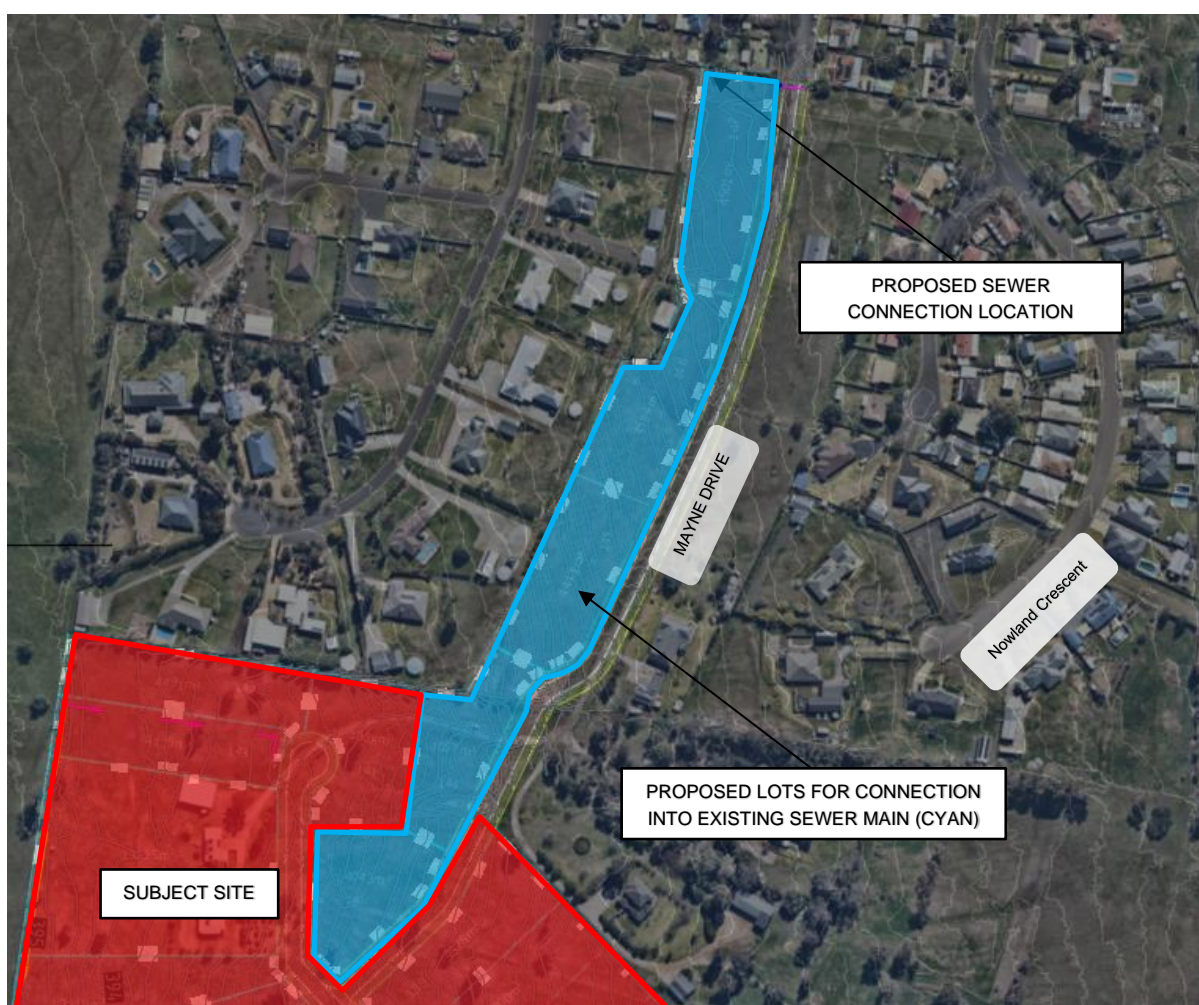 PROPOSED SEWER
CONNECTION LOCATION
MAYNE DRIVE
Nowland Crescent
PROPOSED LOTS FOR CONNECTION
INTO EXISTING SEWER MAIN (CYAN)
SUBJECT SITE